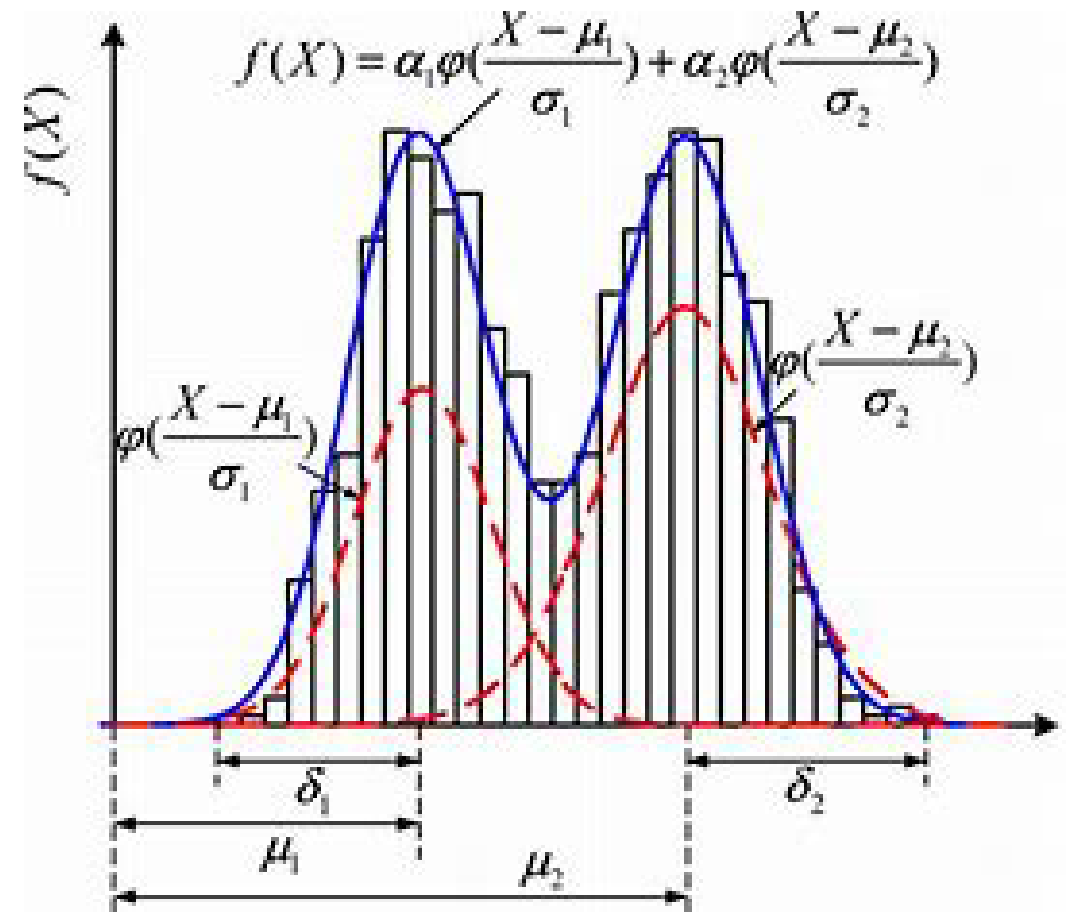 f(X) = α₁φ((X − μ₁)/σ₁) + α₂φ((X − μ₂)/σ₂)
f(X)
φ((X − μ₂)/σ₂)
φ((X − μ₁)/σ₁)
δ₁
δ₂
μ₁
μ₂